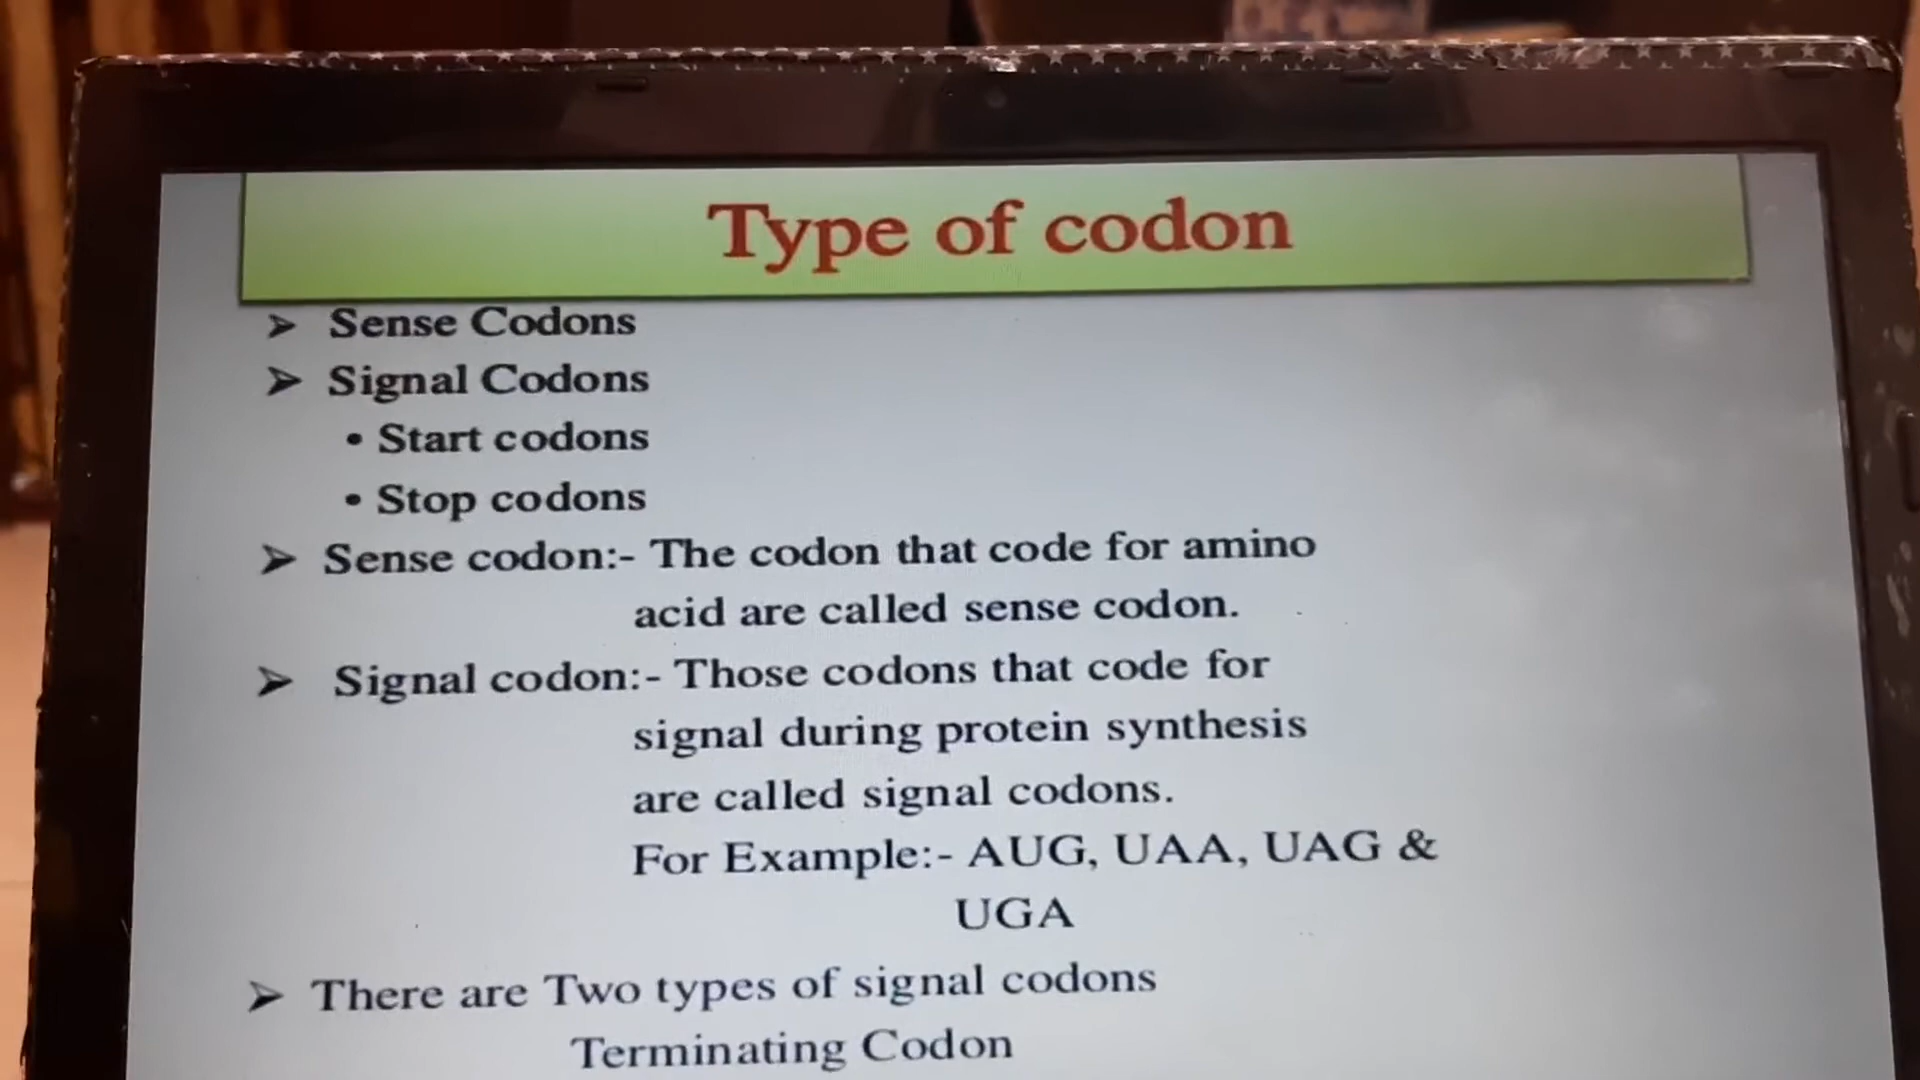 Type of codon
➤ Sense Codons
➤ Signal Codons
• Start codons
• Stop codons
➤ Sense codon:- The codon that code for amino
acid are called sense codon.
➤ Signal codon:- Those codons that code for
signal during protein synthesis
are called signal codons.
For Example:- AUG, UAA, UAG &
UGA
➤ There are Two types of signal codons
Terminating Codon